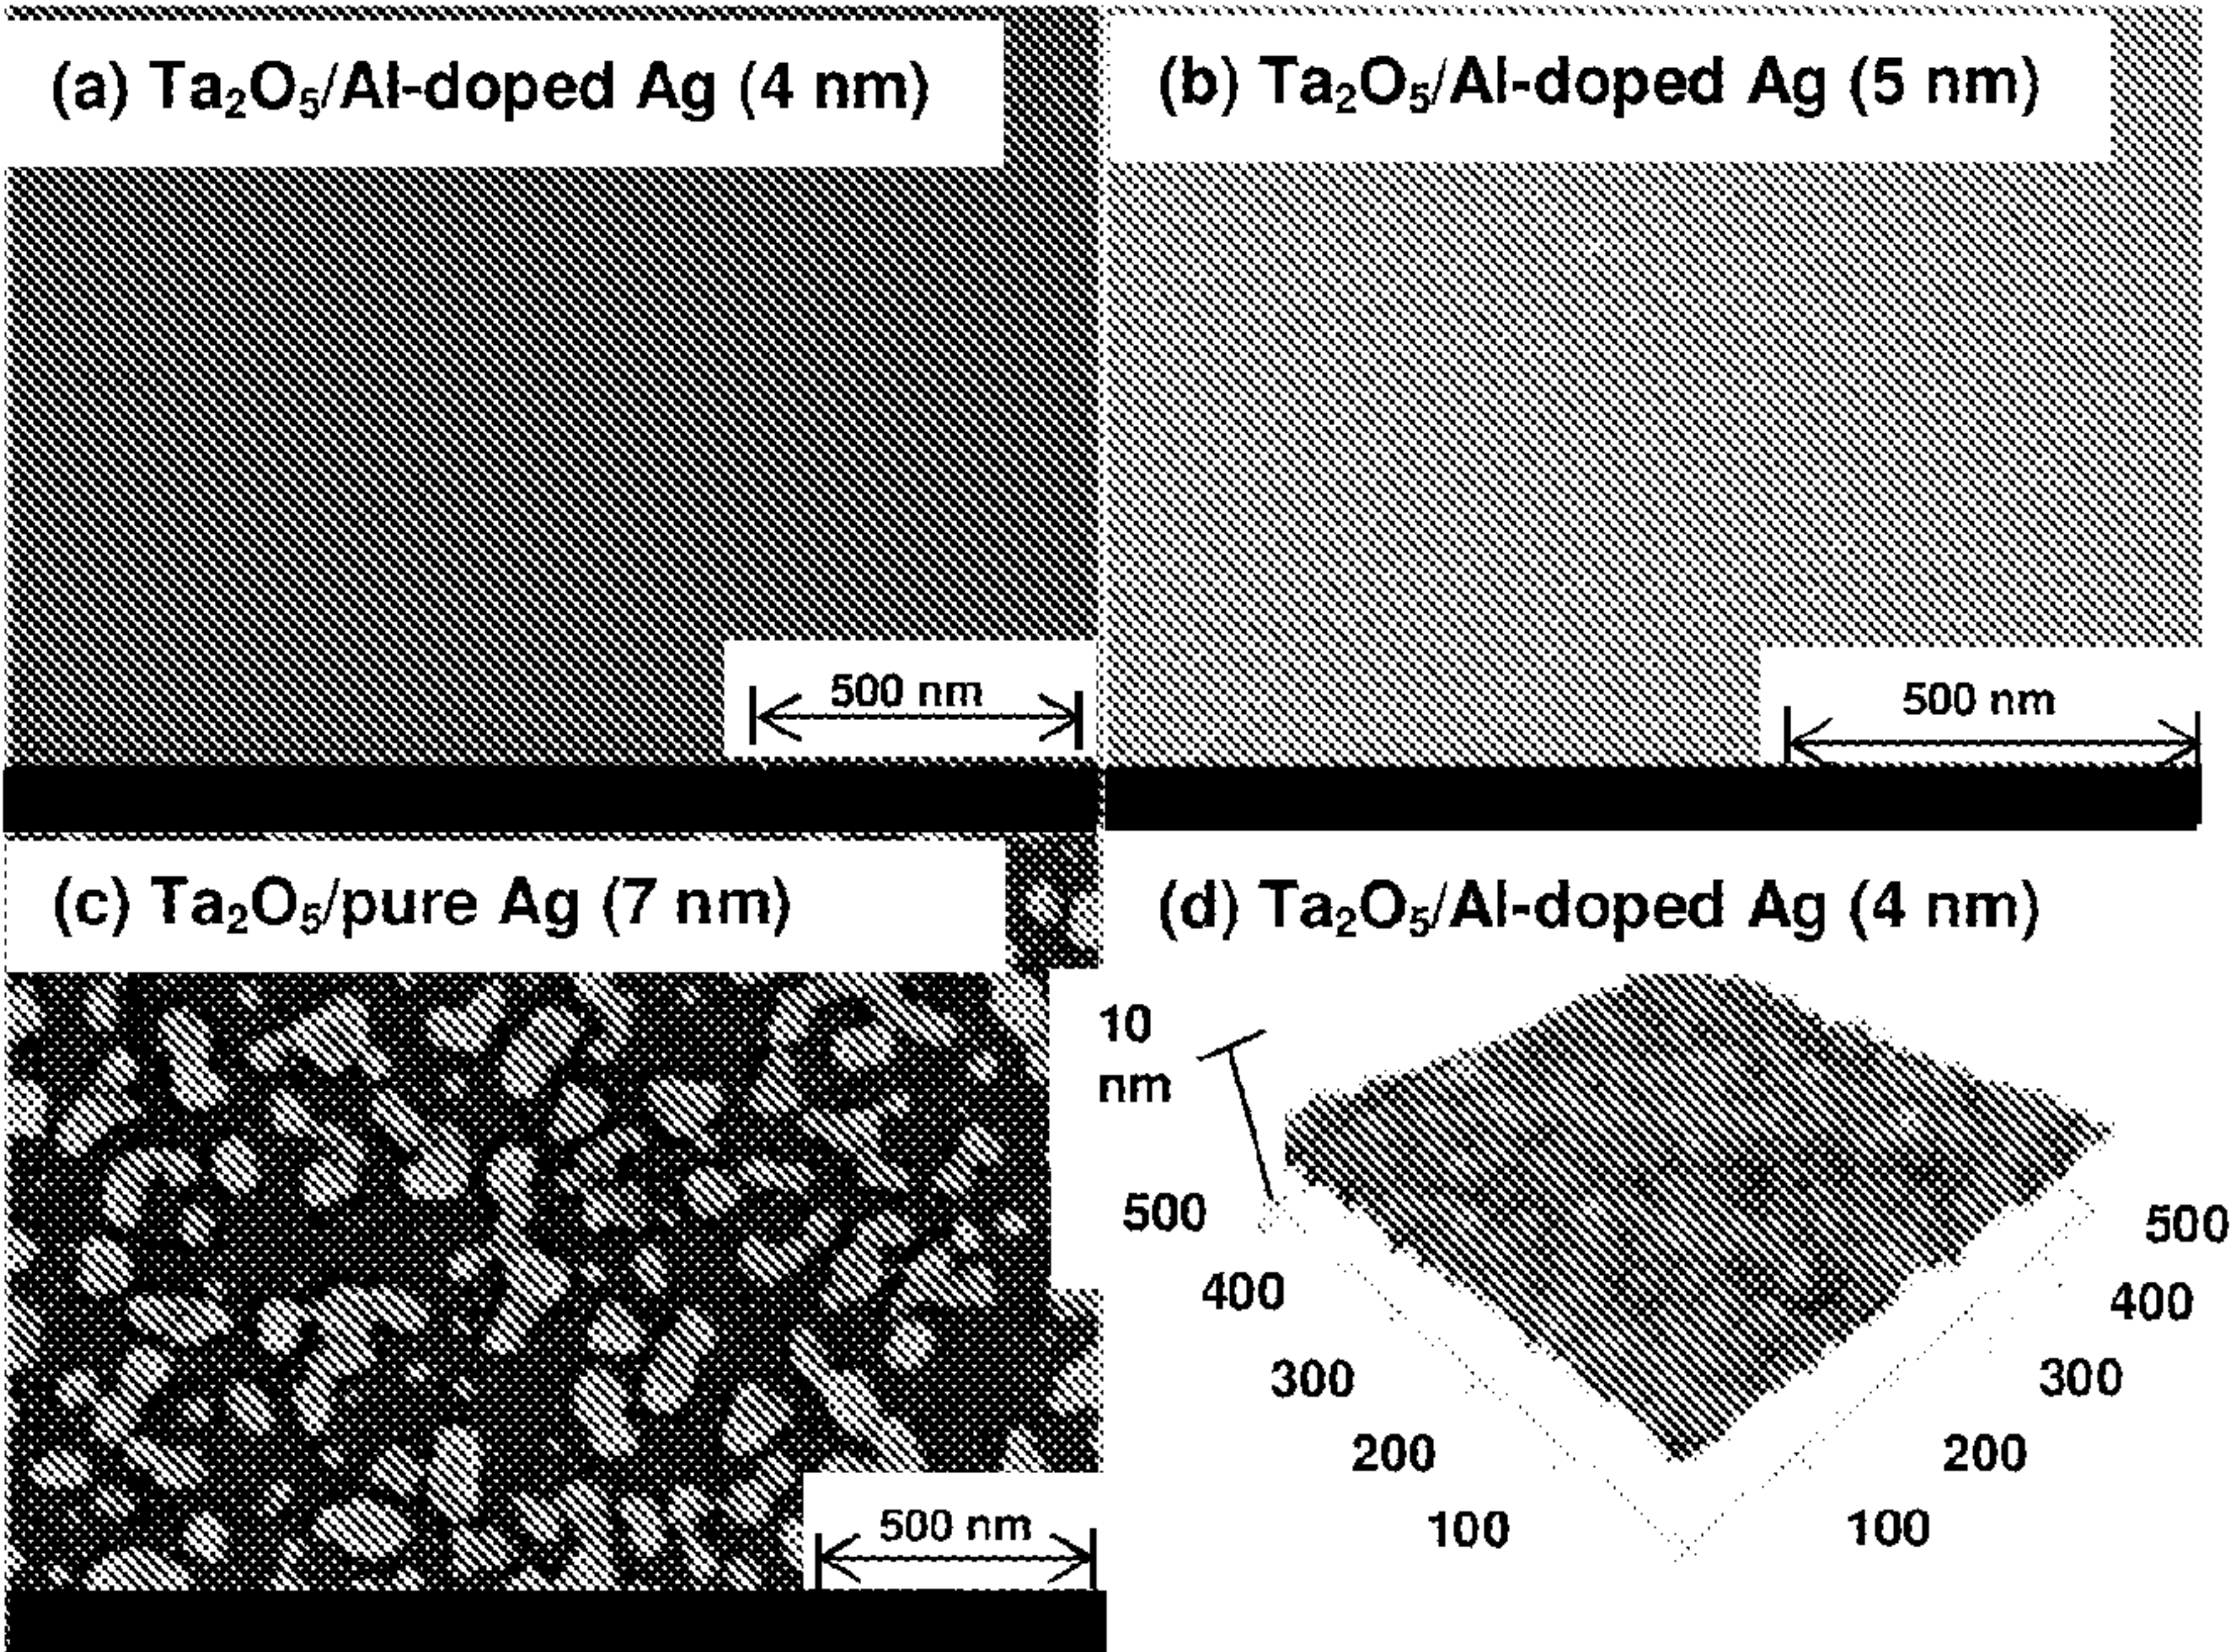 (a) Ta₂O₅/Al-doped Ag (4 nm)
500 nm
(b) Ta₂O₅/Al-doped Ag (5 nm)
500 nm
(c) Ta₂O₅/pure Ag (7 nm)
500 nm
(d) Ta₂O₅/Al-doped Ag (4 nm)
10
nm
500
400
300
200
100
500
400
300
200
100